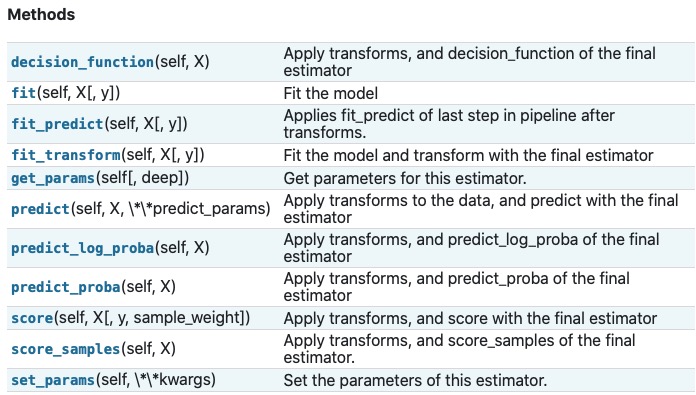 Methods
decision_function(self, X) Apply transforms, and decision_function of the final
estimator
fit(self, X[, y]) Fit the model
fit_predict(self, X[, y]) Applies fit_predict of last step in pipeline after
transforms.
fit_transform(self, X[, y]) Fit the model and transform with the final estimator
get_params(self[, deep]) Get parameters for this estimator.
predict(self, X, \*\*predict_params) Apply transforms to the data, and predict with the final
estimator
predict_log_proba(self, X) Apply transforms, and predict_log_proba of the final
estimator
predict_proba(self, X) Apply transforms, and predict_proba of the final
estimator
score(self, X[, y, sample_weight]) Apply transforms, and score with the final estimator
score_samples(self, X) Apply transforms, and score_samples of the final
estimator.
set_params(self, \*\*kwargs) Set the parameters of this estimator.